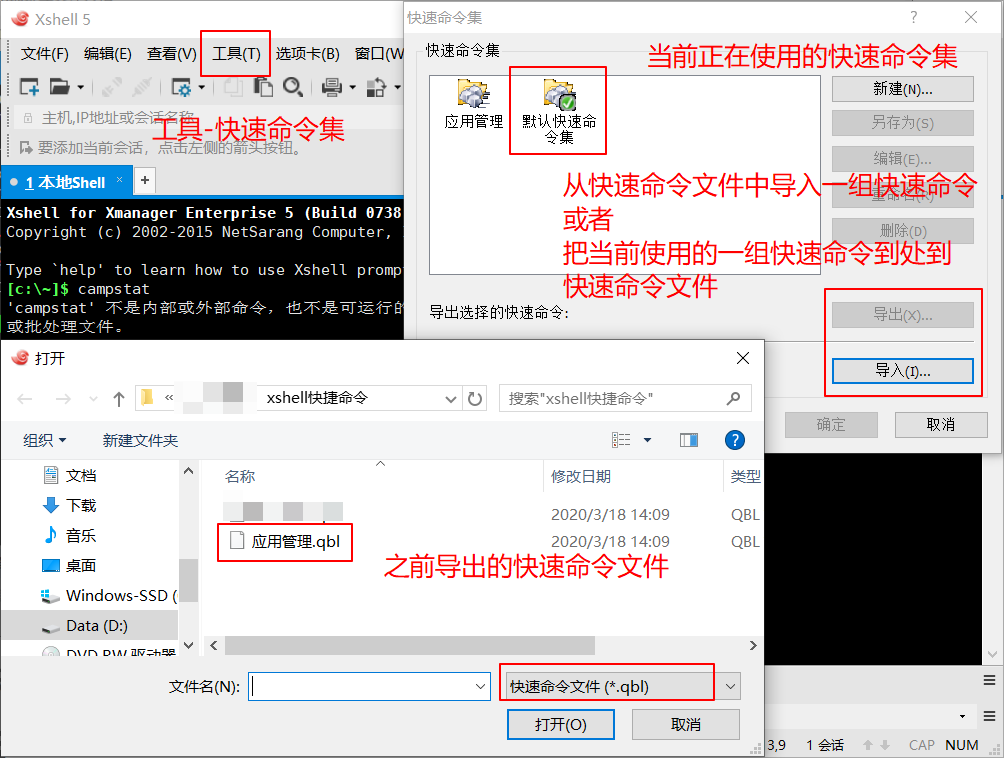 Xshell 5
文件(F) 编辑(E) 查看(V) 工具(T) 选项卡(B) 窗口(W
主机,IP地址或会话名称
工具-快速命令集
要添加当前会话，点击左侧的箭头按钮。
1 本地Shell × +
Xshell for Xmanager Enterprise 5 (Build 0738
Copyright (c) 2002-2015 NetSarang Computer,
Type `help' to learn how to use Xshell promp
[c:\~]$ campstat
'campstat' 不是内部或外部命令，也不是可运行的
或批处理文件。
快速命令集 ? ×
快速命令集
当前正在使用的快速命令集
应用管理
默认快速命
令集
新建(N)...
另存为(S)
编辑(E)...
重命名(R)
删除(D)
从快速命令文件中导入一组快速命令
或者
把当前使用的一组快速命令到处到
快速命令文件
导出选择的快速命令:
导出(X)...
导入(I)...
确定 取消
打开
« xshell快捷命令
搜索"xshell快捷命令"
组织 新建文件夹
?
文档
下载
音乐
桌面
Windows-SSD (
Data (D:)
DVD RW 驱动器
名称 修改日期 类型
2020/3/18 14:09 QBL
应用管理.qbl 2020/3/18 14:09 QBL
之前导出的快速命令文件
文件名(N): 快速命令文件 (*.qbl)
打开(O) 取消
3,9 1 会话 CAP NUM